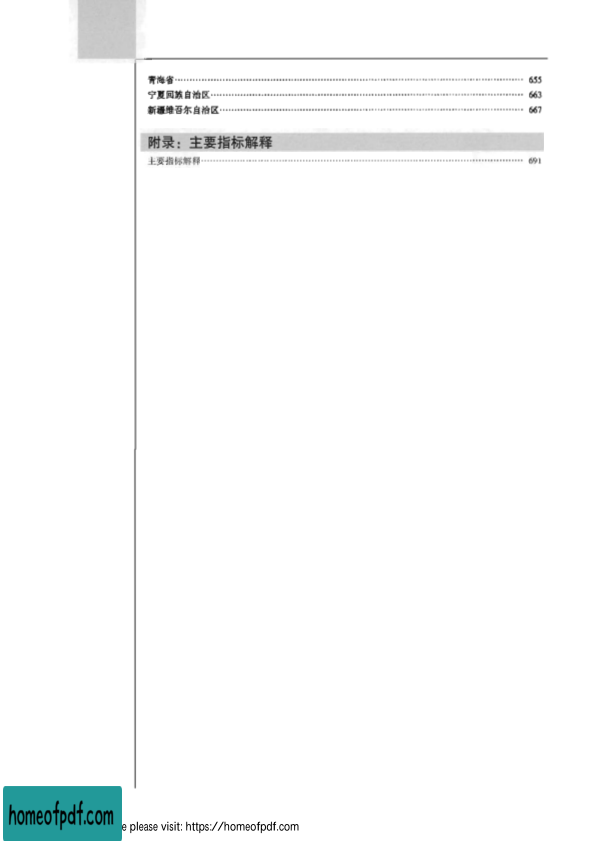 青海省 ………… 655
宁夏回族自治区 ………… 663
新疆维吾尔自治区 ………… 667
附录：主要指标解释
主要指标解释 ………… 691
homeofpdf.com
e please visit: https://homeofpdf.com